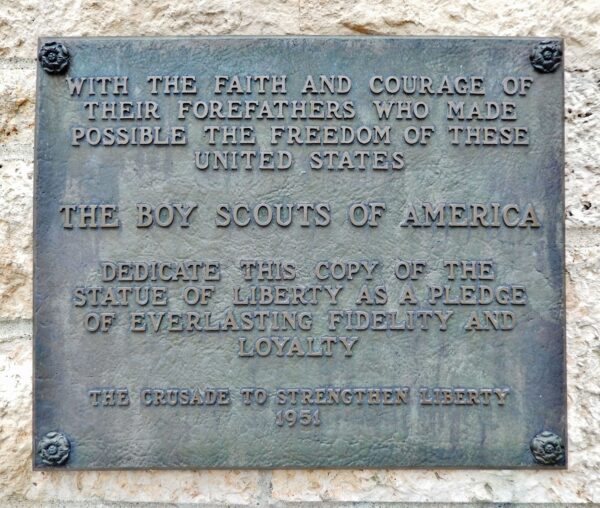 WITH THE FAITH AND COURAGE OF
THEIR FOREFATHERS WHO MADE
POSSIBLE THE FREEDOM OF THESE
UNITED STATES
THE BOY SCOUTS OF AMERICA
DEDICATE THIS COPY OF THE
STATUE OF LIBERTY AS A PLEDGE
OF EVERLASTING FIDELITY AND
LOYALTY
THE CRUSADE TO STRENGTHEN LIBERTY
1951